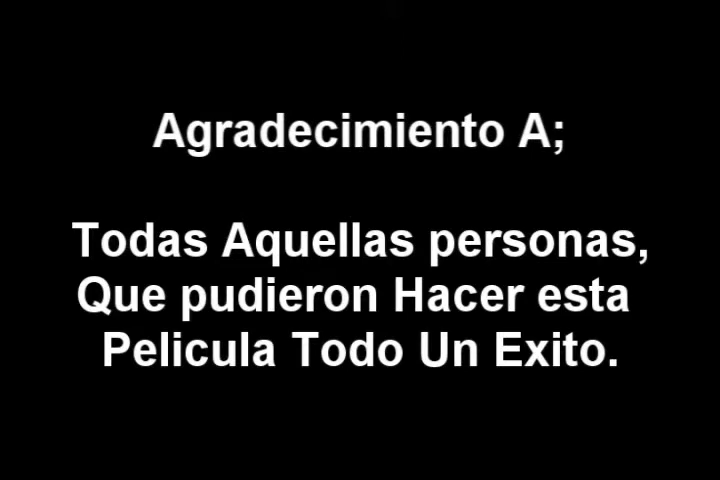 Agradecimiento A;
Todas Aquellas personas,
Que pudieron Hacer esta
Pelicula Todo Un Exito.